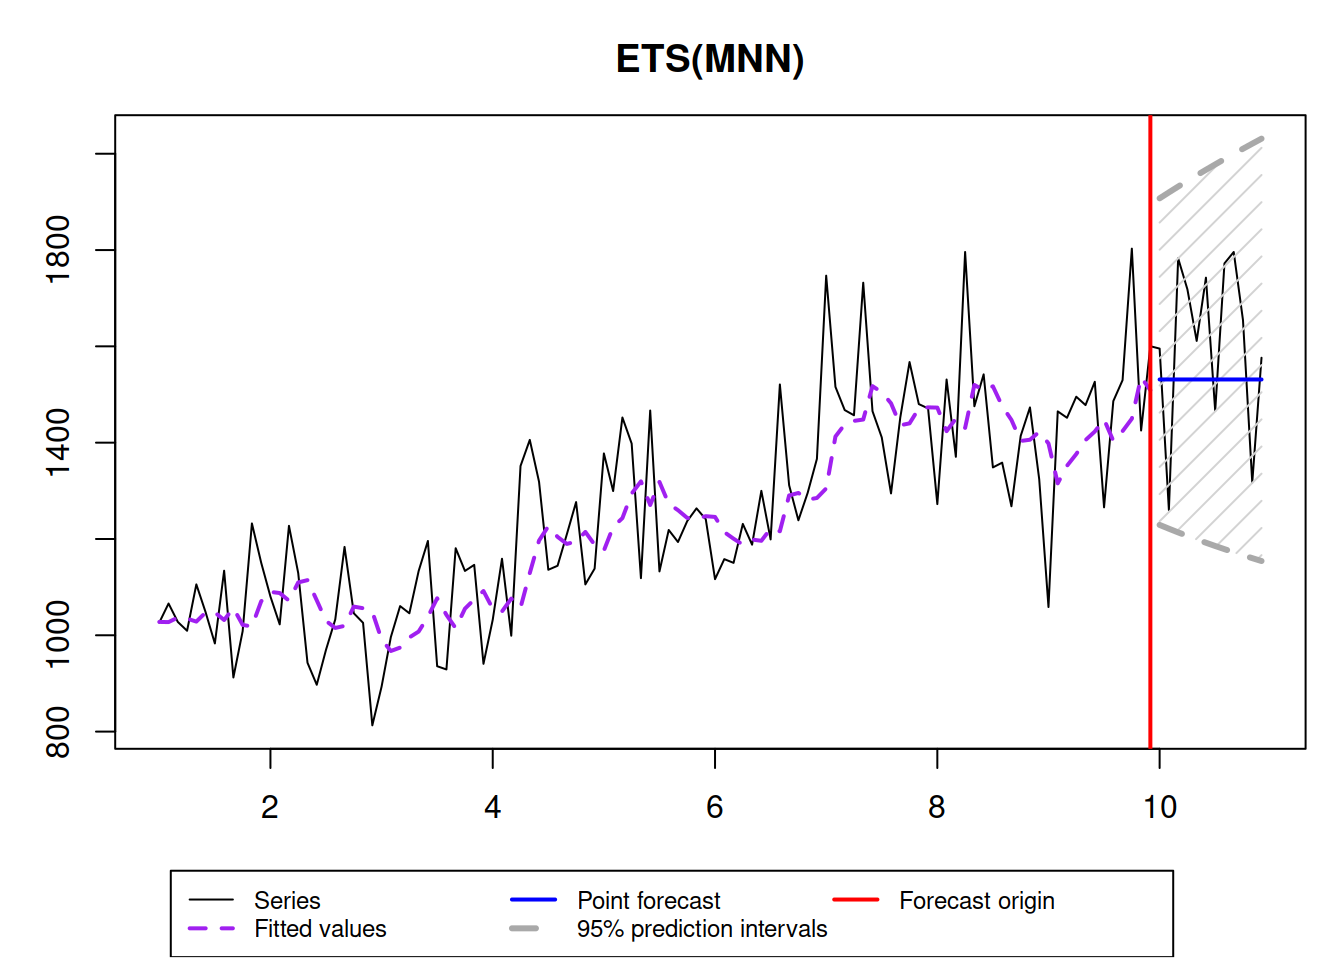 ETS(MNN)
1800
1400
1000
800
2 4 6 8 10
Series Point forecast Forecast origin
Fitted values 95% prediction intervals